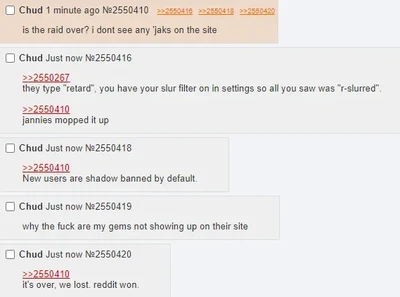 Chud 1 minute ago №2550410 >>2550416 >>2550418 >>2550420
is the raid over? i dont see any 'jaks on the site
Chud Just now №2550416
>>2550267
they type "retard", you have your slur filter on in settings so all you saw was "r-slurred".
>>2550410
jannies mopped it up
Chud Just now №2550418
>>2550410
New users are shadow banned by default.
Chud Just now №2550419
why the fuck are my gems not showing up on their site
Chud Just now №2550420
>>2550410
it's over, we lost. reddit won.